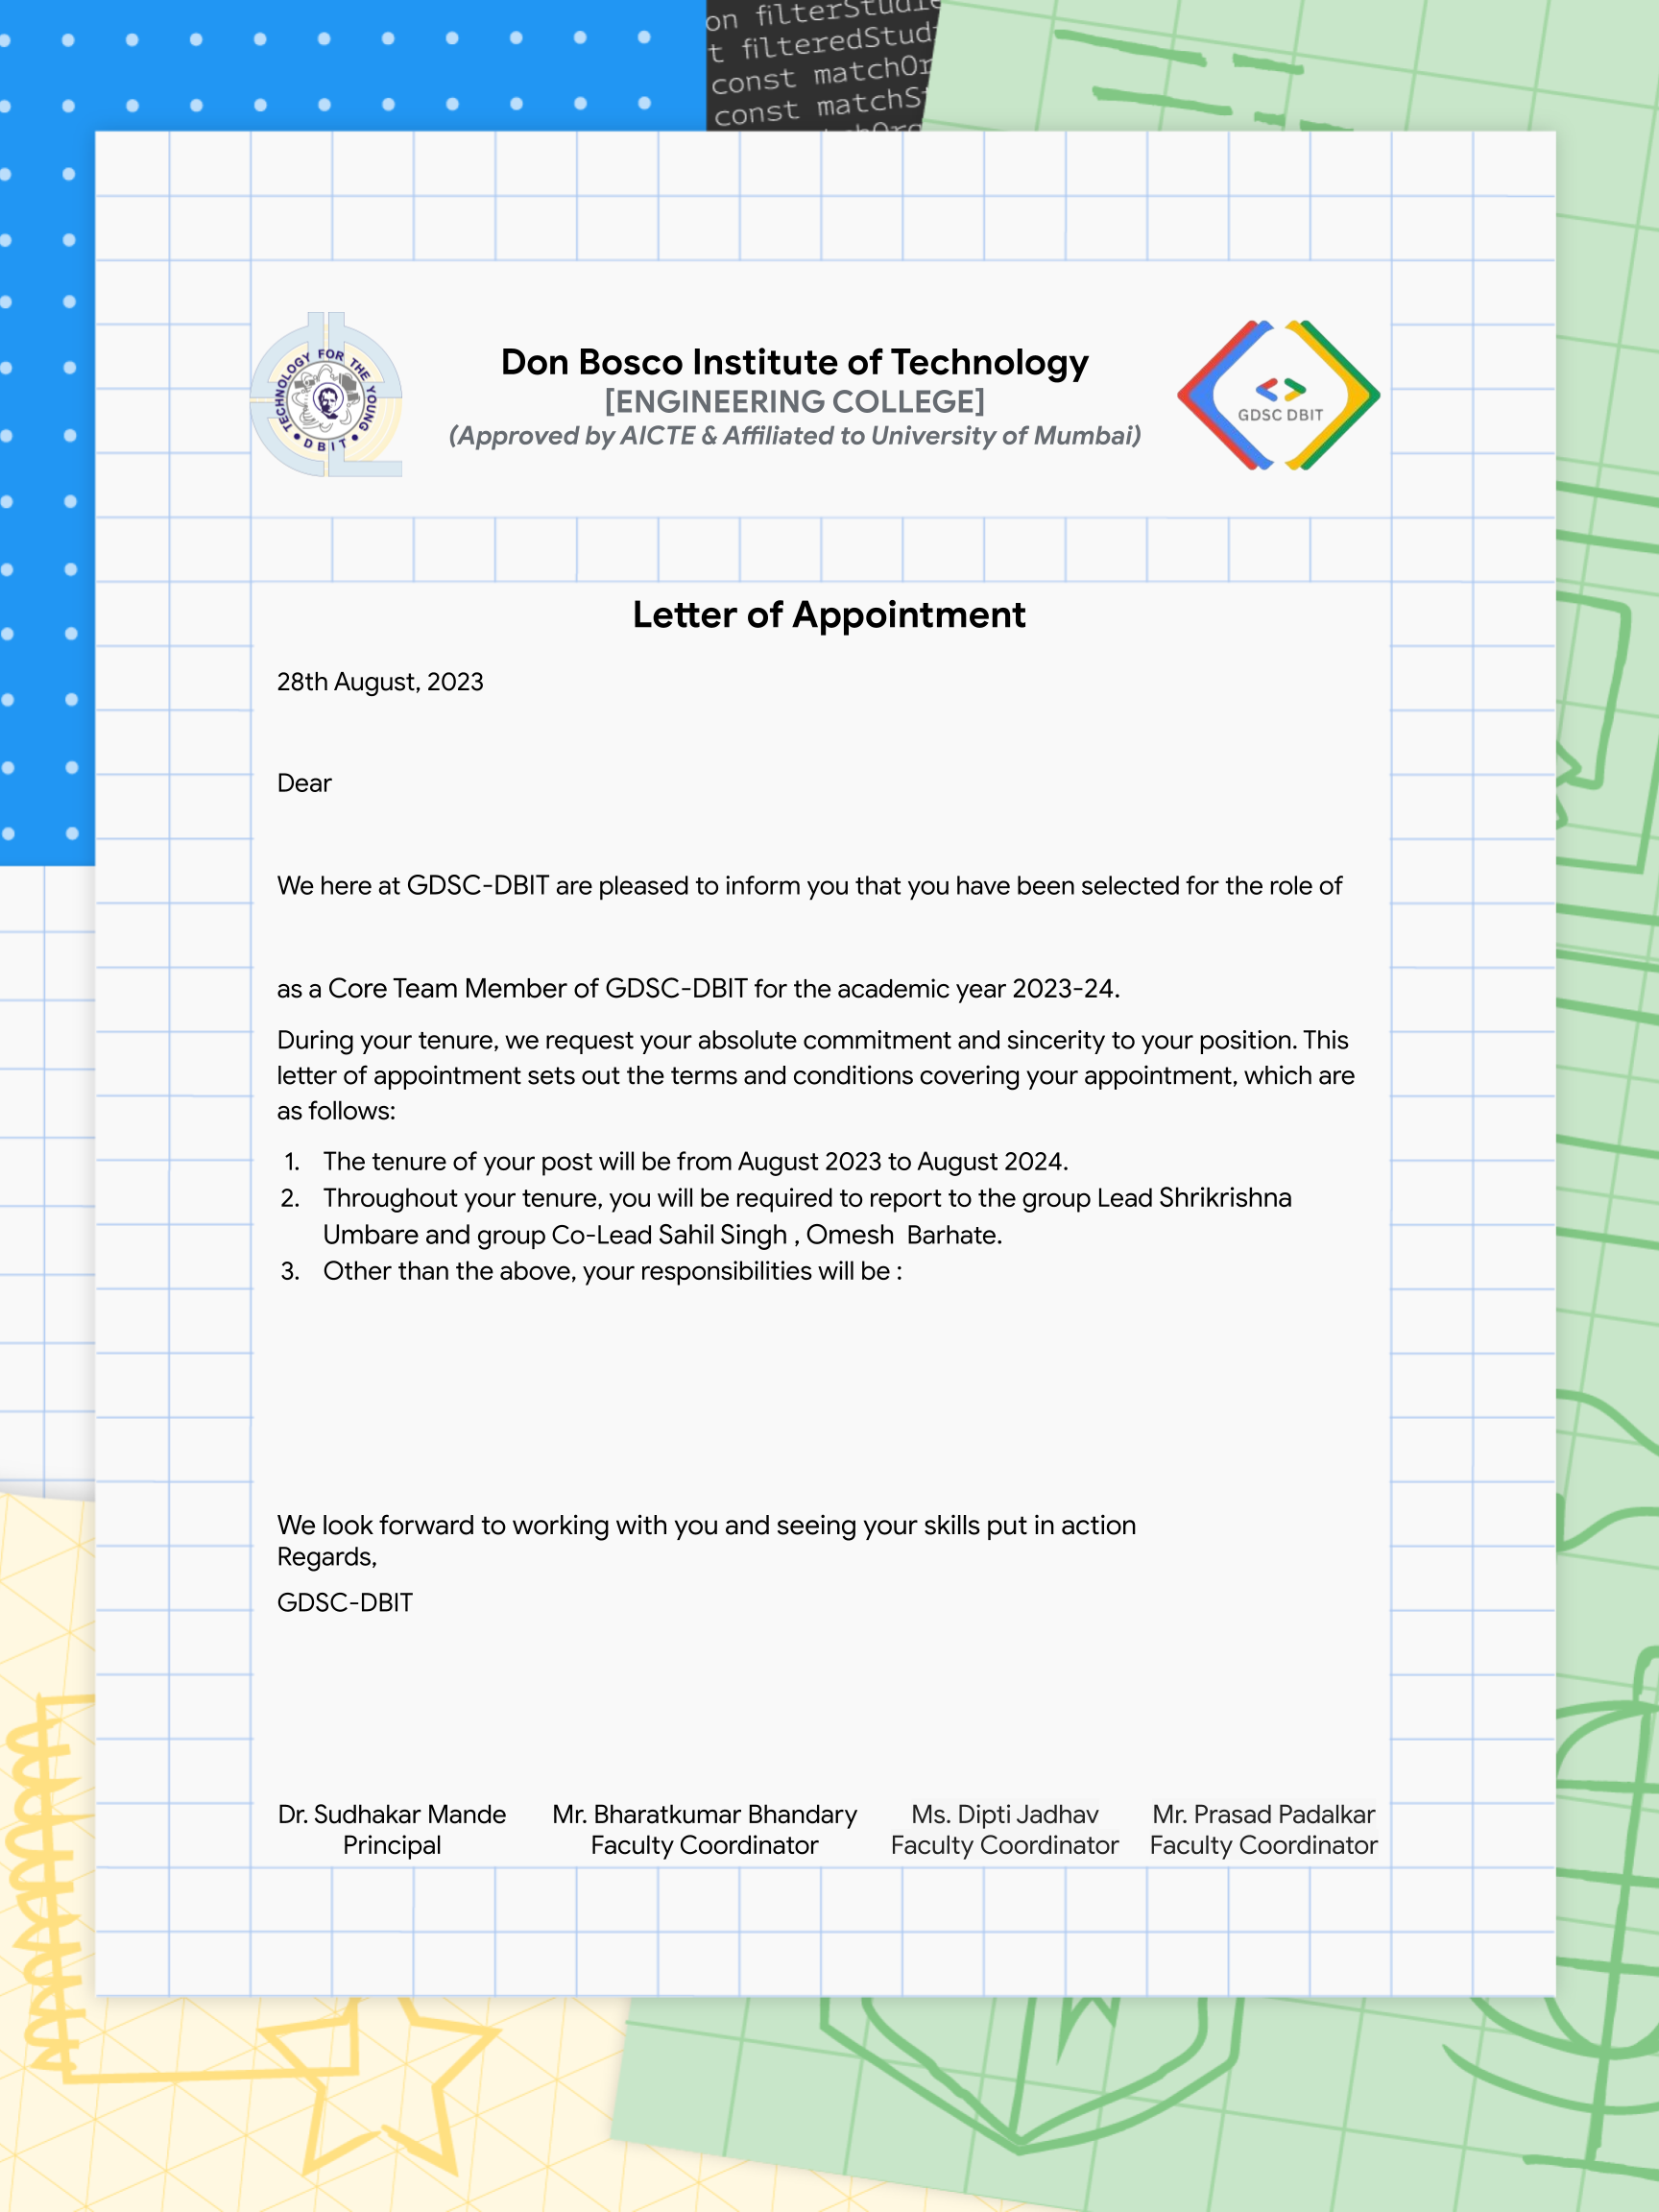 on filterStudie
t filteredStud
const matchOr
const matchSt
TECHNOLOGY FOR THE YOUNG
• DBIT •
Don Bosco Institute of Technology
[ENGINEERING COLLEGE]
(Approved by AICTE & Affiliated to University of Mumbai)
GDSC DBIT
Letter of Appointment
28th August, 2023
Dear
We here at GDSC-DBIT are pleased to inform you that you have been selected for the role of
as a Core Team Member of GDSC-DBIT for the academic year 2023-24.
During your tenure, we request your absolute commitment and sincerity to your position. This
letter of appointment sets out the terms and conditions covering your appointment, which are
as follows:
1. The tenure of your post will be from August 2023 to August 2024.
2. Throughout your tenure, you will be required to report to the group Lead Shrikrishna
Umbare and group Co-Lead Sahil Singh , Omesh  Barhate.
3. Other than the above, your responsibilities will be :
We look forward to working with you and seeing your skills put in action
Regards,
GDSC-DBIT
Dr. Sudhakar Mande
Principal
Mr. Bharatkumar Bhandary
Faculty Coordinator
Ms. Dipti Jadhav
Faculty Coordinator
Mr. Prasad Padalkar
Faculty Coordinator